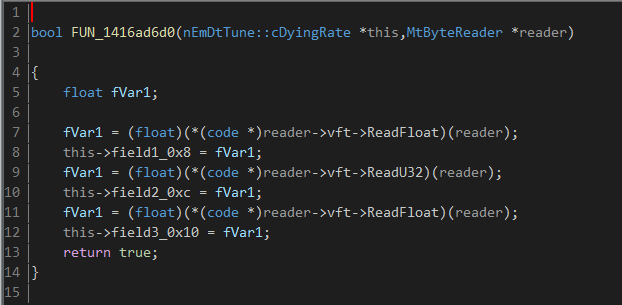 1
2 bool FUN_1416ad6d0(nEmDtTune::cDyingRate *this,MtByteReader *reader)
3
4 {
5 float fVar1;
6
7 fVar1 = (float)(*(code *)reader->vft->ReadFloat)(reader);
8 this->field1_0x8 = fVar1;
9 fVar1 = (float)(*(code *)reader->vft->ReadU32)(reader);
10 this->field2_0xc = fVar1;
11 fVar1 = (float)(*(code *)reader->vft->ReadFloat)(reader);
12 this->field3_0x10 = fVar1;
13 return true;
14 }
15